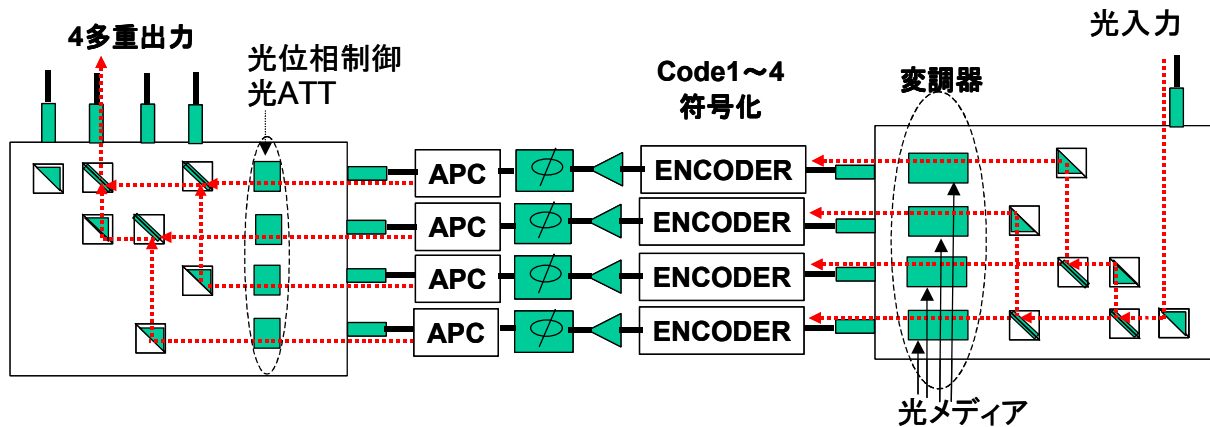 4多重出力
光位相制御
光ATT
Code1～4
符号化
変調器
光入力
APC
ENCODER
APC
ENCODER
APC
ENCODER
APC
ENCODER
光メディア